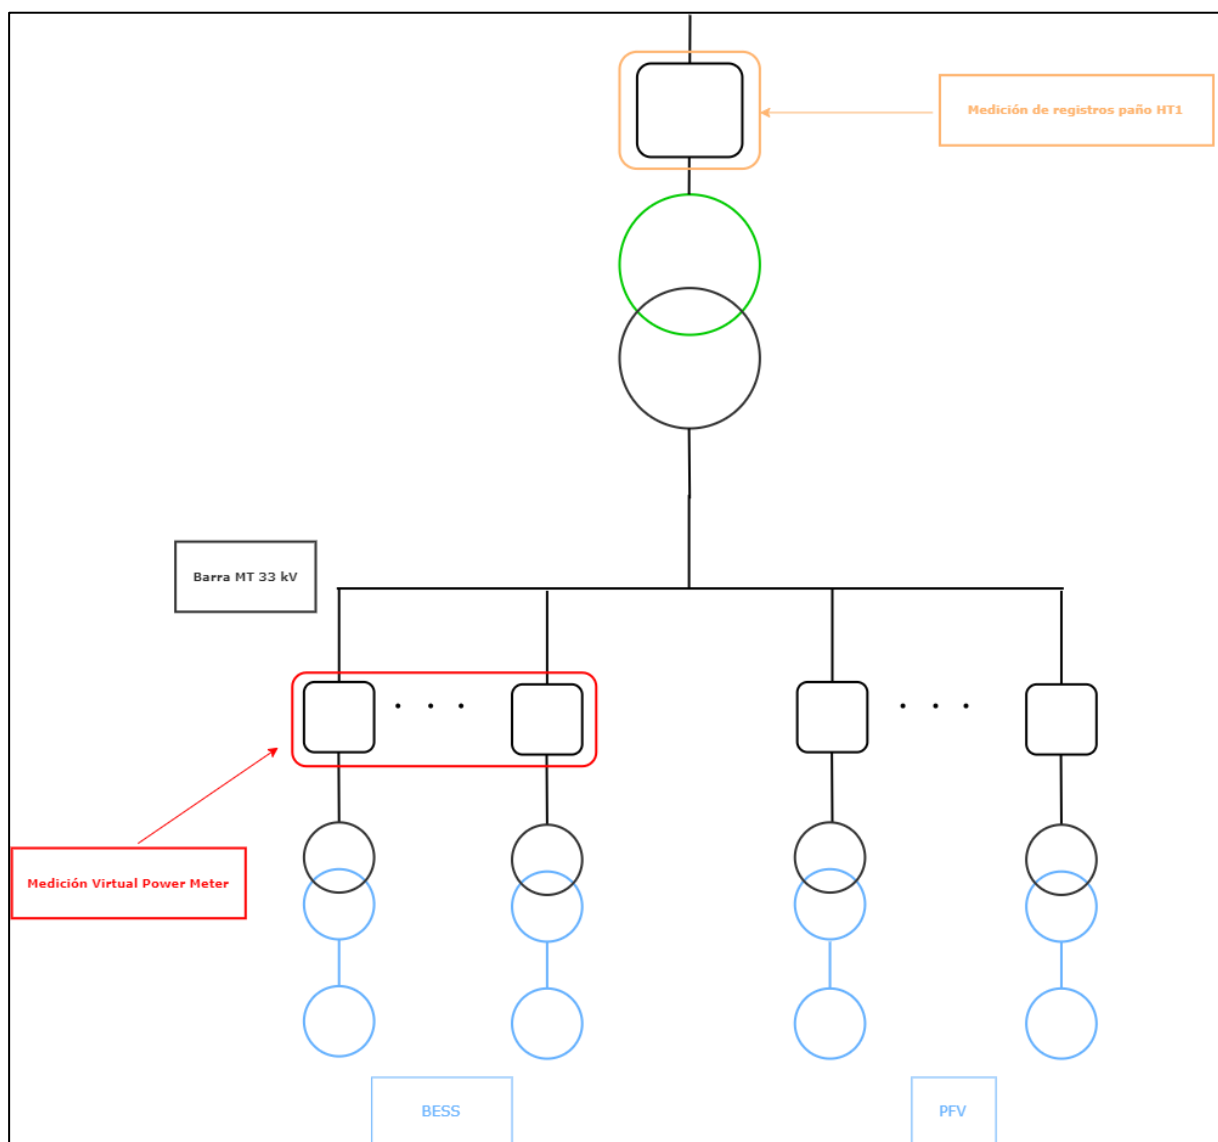 Medición de registros paño HT1
Barra MT 33 kV
Medición Virtual Power Meter
BESS
PFV